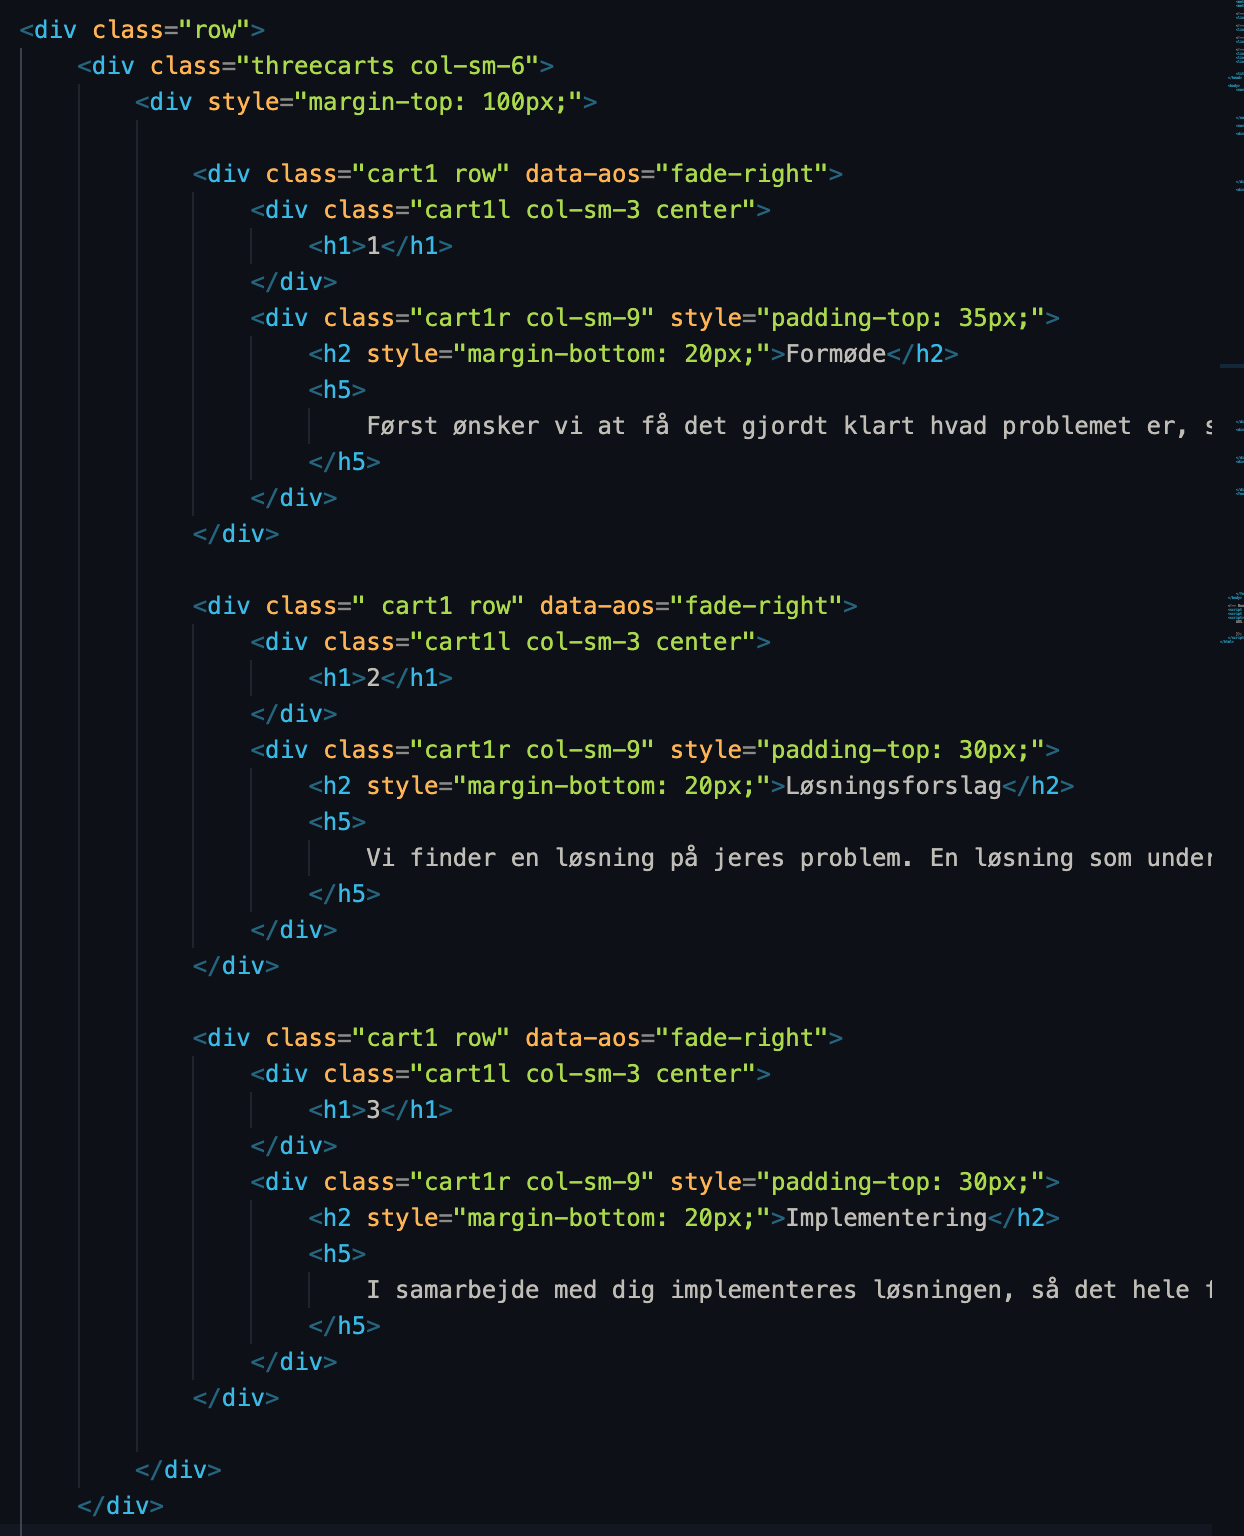 <div class="row">
<div class="threecarts col-sm-6">
<div style="margin-top: 100px;">
<div class="cart1 row" data-aos="fade-right">
<div class="cart1l col-sm-3 center">
<h1>1</h1>
</div>
<div class="cart1r col-sm-9" style="padding-top: 35px;">
<h2 style="margin-bottom: 20px;">Formøde</h2>
<h5>
Først ønsker vi at få det gjordt klart hvad problemet er,
</h5>
</div>
</div>
<div class=" cart1 row" data-aos="fade-right">
<div class="cart1l col-sm-3 center">
<h1>2</h1>
</div>
<div class="cart1r col-sm-9" style="padding-top: 30px;">
<h2 style="margin-bottom: 20px;">Løsningsforslag</h2>
<h5>
Vi finder en løsning på jeres problem. En løsning som under
</h5>
</div>
</div>
<div class="cart1 row" data-aos="fade-right">
<div class="cart1l col-sm-3 center">
<h1>3</h1>
</div>
<div class="cart1r col-sm-9" style="padding-top: 30px;">
<h2 style="margin-bottom: 20px;">Implementering</h2>
<h5>
I samarbejde med dig implementeres løsningen, så det hele
</h5>
</div>
</div>
</div>
</div>